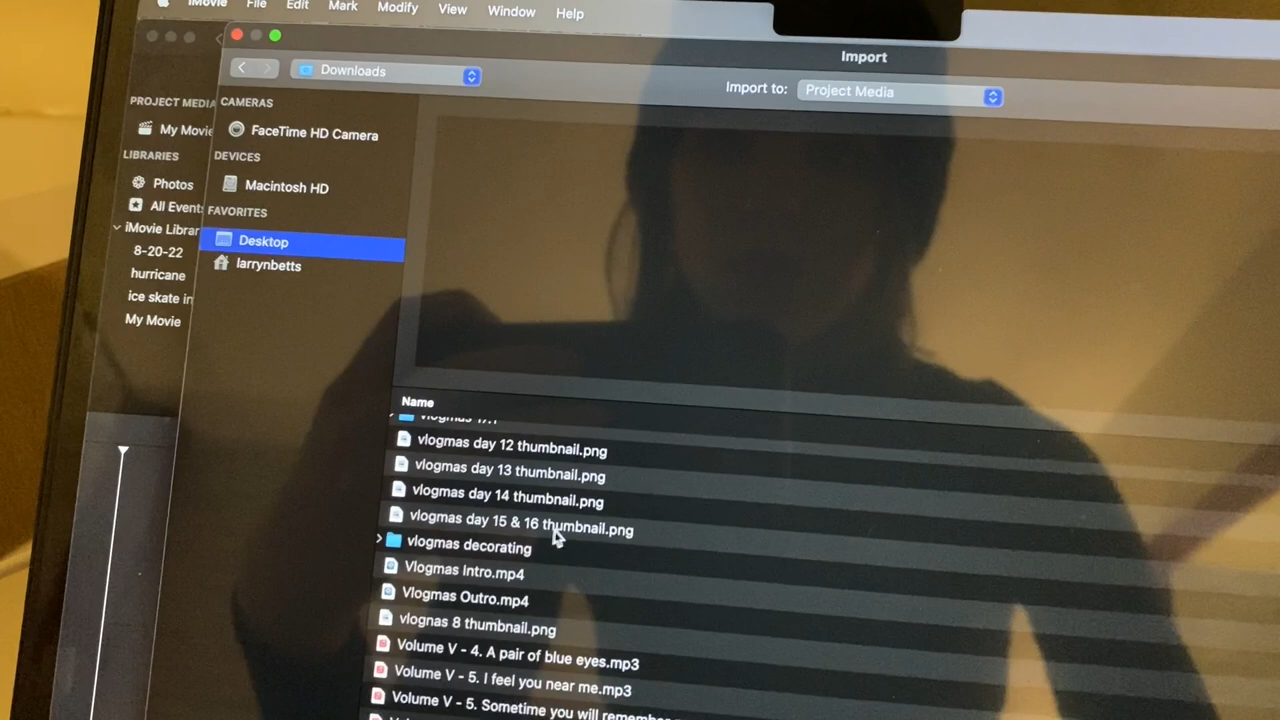 iMovie File Edit Mark Modify View Window Help
Import
Downloads
Import to: Project Media
PROJECT MEDIA
My Movie
LIBRARIES
Photos
All Events
iMovie Librar
8-20-22
hurricane
ice skate in
My Movie
CAMERAS
FaceTime HD Camera
DEVICES
Macintosh HD
FAVORITES
Desktop
larrynbetts
Name
vlogmas 17.1
vlogmas day 12 thumbnail.png
vlogmas day 13 thumbnail.png
vlogmas day 14 thumbnail.png
vlogmas day 15 & 16 thumbnail.png
vlogmas decorating
Vlogmas Intro.mp4
Vlogmas Outro.mp4
vlognas 8 thumbnail.png
Volume V - 4. A pair of blue eyes.mp3
Volume V - 5. I feel you near me.mp3
Volume V - 5. Sometime you will remember